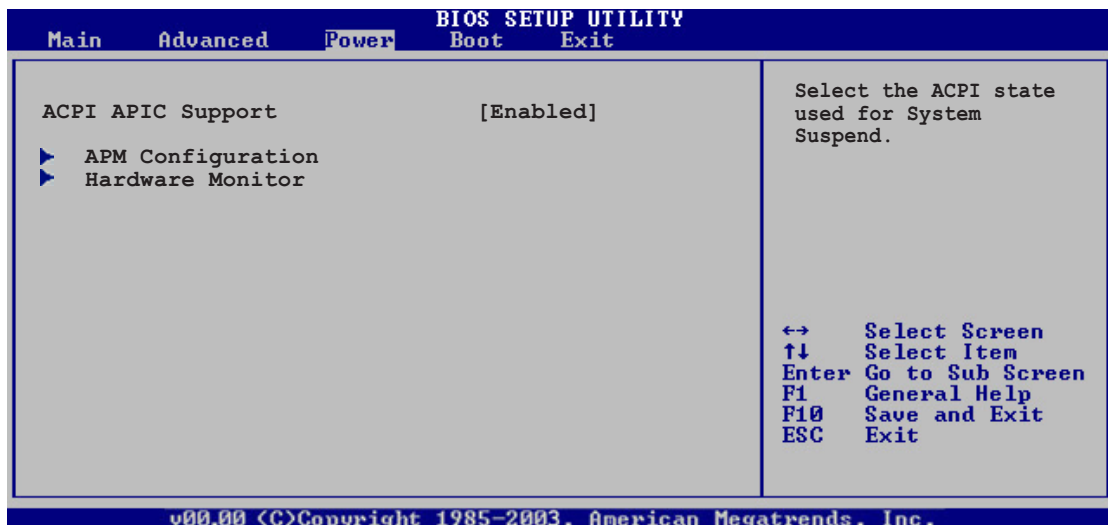 BIOS SETUP UTILITY
Main Advanced Power Boot Exit
ACPI APIC Support [Enabled]
APM Configuration
Hardware Monitor
Select the ACPI state
used for System
Suspend.
←→ Select Screen
↑↓ Select Item
Enter Go to Sub Screen
F1 General Help
F10 Save and Exit
ESC Exit
v00.00 (C)Copyright 1985-2003, American Megatrends, Inc.